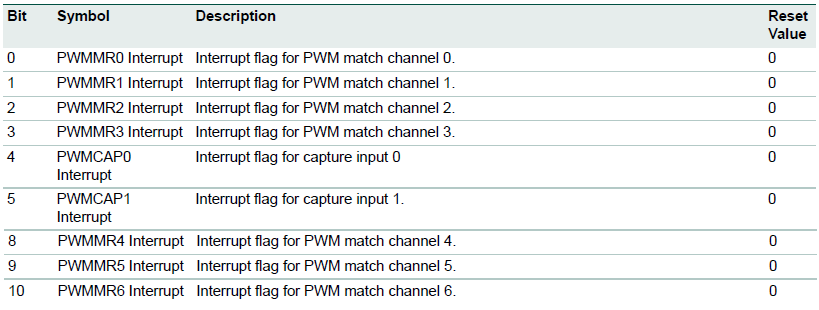 Bit Symbol Description Reset
Value
0 PWMMR0 Interrupt Interrupt flag for PWM match channel 0. 0
1 PWMMR1 Interrupt Interrupt flag for PWM match channel 1. 0
2 PWMMR2 Interrupt Interrupt flag for PWM match channel 2. 0
3 PWMMR3 Interrupt Interrupt flag for PWM match channel 3. 0
4 PWMCAP0 Interrupt flag for capture input 0 0
Interrupt
5 PWMCAP1 Interrupt flag for capture input 1. 0
Interrupt
8 PWMMR4 Interrupt Interrupt flag for PWM match channel 4. 0
9 PWMMR5 Interrupt Interrupt flag for PWM match channel 5. 0
10 PWMMR6 Interrupt Interrupt flag for PWM match channel 6. 0